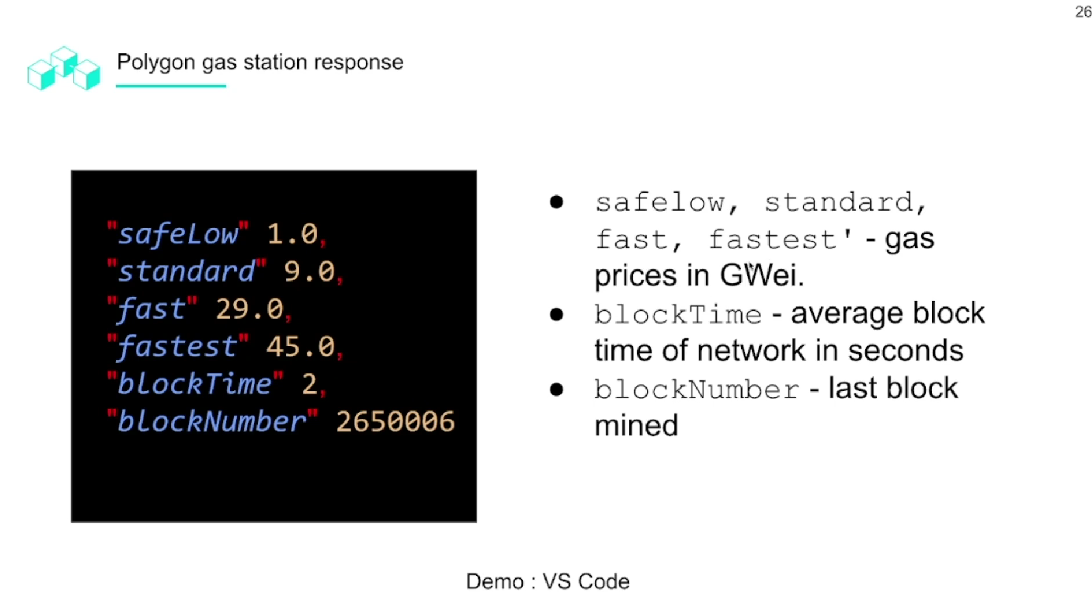 26
Polygon gas station response
"safeLow" 1.0,
"standard" 9.0,
"fast" 29.0,
"fastest" 45.0,
"blockTime" 2,
"blockNumber" 2650006
● safelow, standard,
fast, fastest' - gas
prices in GWei.
● blockTime - average block
time of network in seconds
● blockNumber - last block
mined
Demo : VS Code